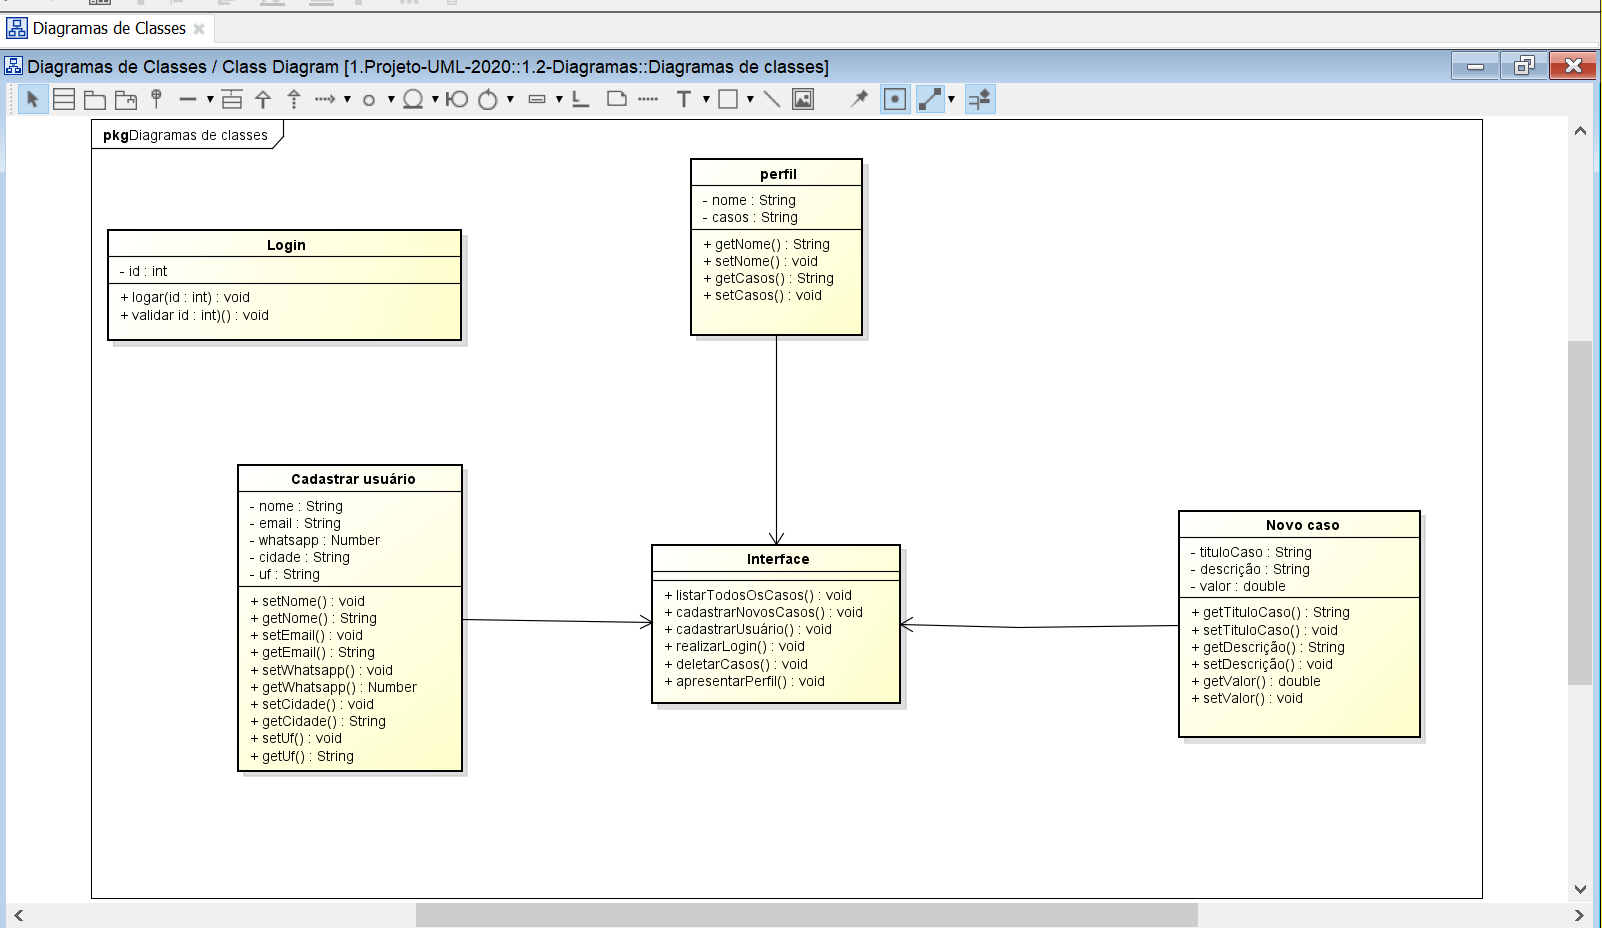 Diagramas de Classes
Diagramas de Classes / Class Diagram [1.Projeto-UML-2020::1.2-Diagramas::Diagramas de classes]
T
pkgDiagramas de classes
perfil
- nome : String
- casos : String
+ getNome() : String
+ setNome() : void
+ getCasos() : String
+ setCasos() : void
Login
- id : int
+ logar(id : int) : void
+ validar id : int)() : void
Cadastrar usuário
- nome : String
- email : String
- whatsapp : Number
- cidade : String
- uf : String
+ setNome() : void
+ getNome() : String
+ setEmail() : void
+ getEmail() : String
+ setWhatsapp() : void
+ getWhatsapp() : Number
+ setCidade() : void
+ getCidade() : String
+ setUf() : void
+ getUf() : String
Interface
+ listarTodosOsCasos() : void
+ cadastrarNovosCasos() : void
+ cadastrarUsuário() : void
+ realizarLogin() : void
+ deletarCasos() : void
+ apresentarPerfil() : void
Novo caso
- tituloCaso : String
- descrição : String
- valor : double
+ getTituloCaso() : String
+ setTituloCaso() : void
+ getDescrição() : String
+ setDescrição() : void
+ getValor() : double
+ setValor() : void